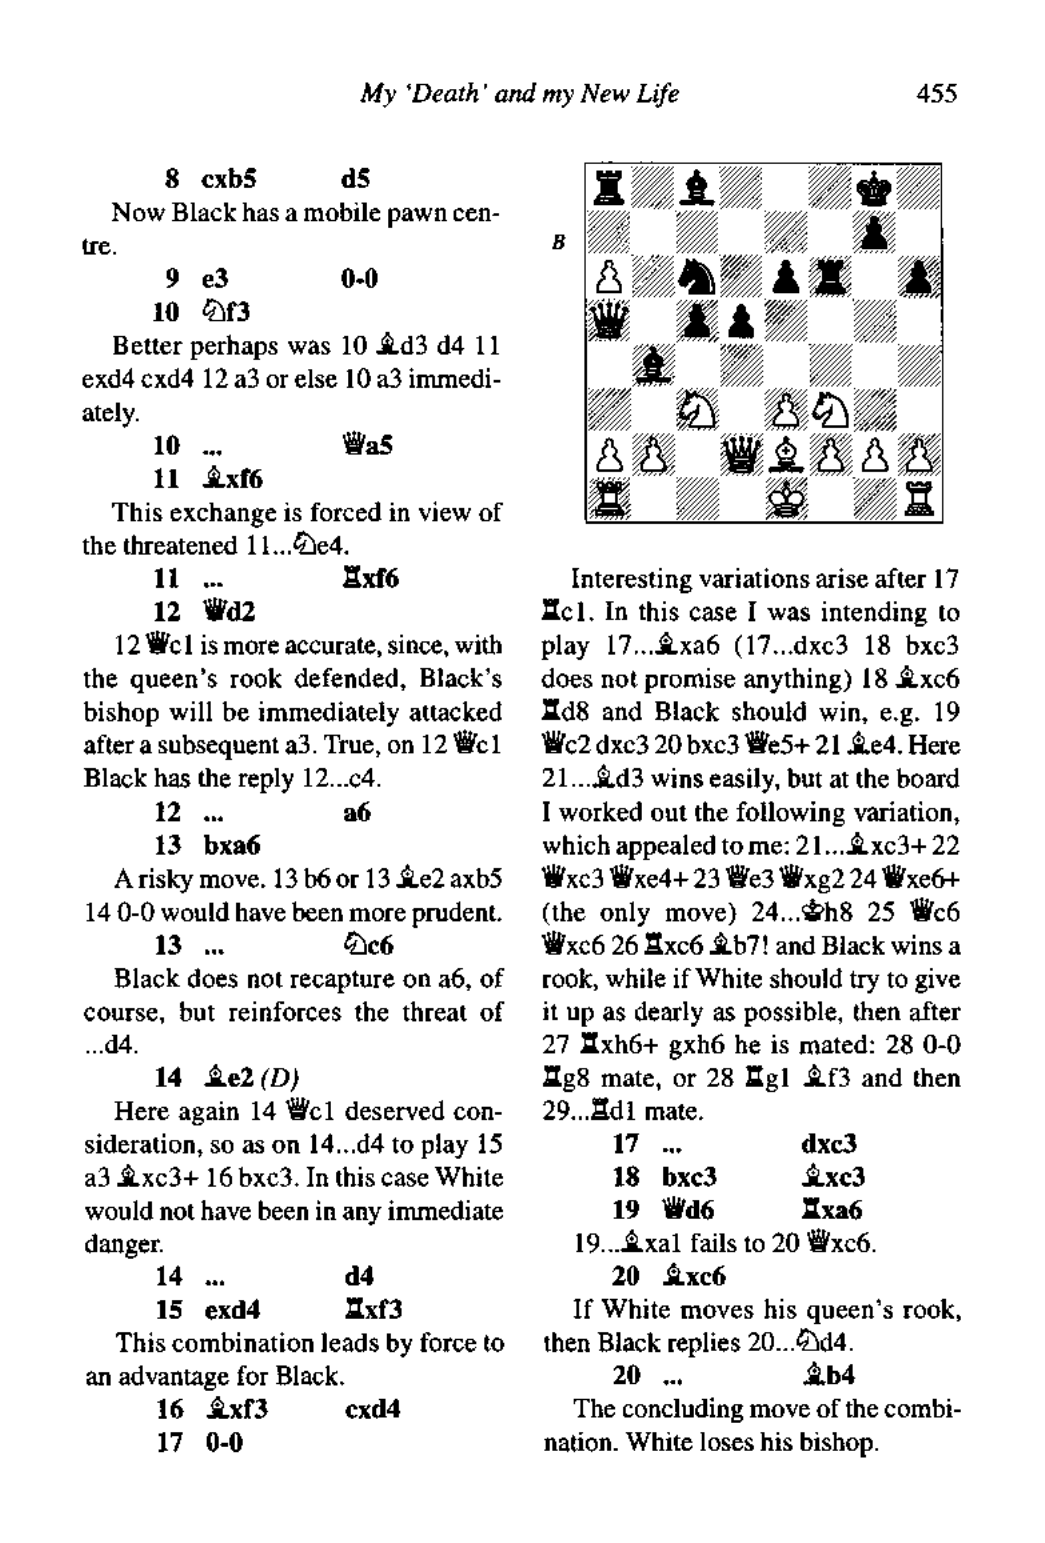 My 'Death' and my New Life 455
8 cxb5 d5
Now Black has a mobile pawn cen-
tre.
9 e3 0-0
10 ♘f3
Better perhaps was 10 ♗d3 d4 11
exd4 cxd4 12 a3 or else 10 a3 immedi-
ately.
10 ... ♕a5
11 ♗xf6
This exchange is forced in view of
the threatened 11...♘e4.
11 ... ♖xf6
12 ♕d2
12 ♕c1 is more accurate, since, with
the queen's rook defended, Black's
bishop will be immediately attacked
after a subsequent a3. True, on 12 ♕c1
Black has the reply 12...c4.
12 ... a6
13 bxa6
A risky move. 13 b6 or 13 ♗e2 axb5
14 0-0 would have been more prudent.
13 ... ♘c6
Black does not recapture on a6, of
course, but reinforces the threat of
...d4.
14 ♗e2 (D)
Here again 14 ♕c1 deserved con-
sideration, so as on 14...d4 to play 15
a3 ♗xc3+ 16 bxc3. In this case White
would not have been in any immediate
danger.
14 ... d4
15 exd4 ♖xf3
This combination leads by force to
an advantage for Black.
16 ♗xf3 cxd4
17 0-0
B
Interesting variations arise after 17
♖c1. In this case I was intending to
play 17...♗xa6 (17...dxc3 18 bxc3
does not promise anything) 18 ♗xc6
♖d8 and Black should win, e.g. 19
♕c2 dxc3 20 bxc3 ♕e5+ 21 ♗e4. Here
21...♗d3 wins easily, but at the board
I worked out the following variation,
which appealed to me: 21...♗xc3+ 22
♕xc3 ♕xe4+ 23 ♕e3 ♕xg2 24 ♕xe6+
(the only move) 24...♔h8 25 ♕c6
♕xc6 26 ♖xc6 ♗b7! and Black wins a
rook, while if White should try to give
it up as dearly as possible, then after
27 ♖xh6+ gxh6 he is mated: 28 0-0
♖g8 mate, or 28 ♖g1 ♗f3 and then
29...♖d1 mate.
17 ... dxc3
18 bxc3 ♗xc3
19 ♕d6 ♖xa6
19...♗xa1 fails to 20 ♕xc6.
20 ♗xc6
If White moves his queen's rook,
then Black replies 20...♘d4.
20 ... ♗b4
The concluding move of the combi-
nation. White loses his bishop.